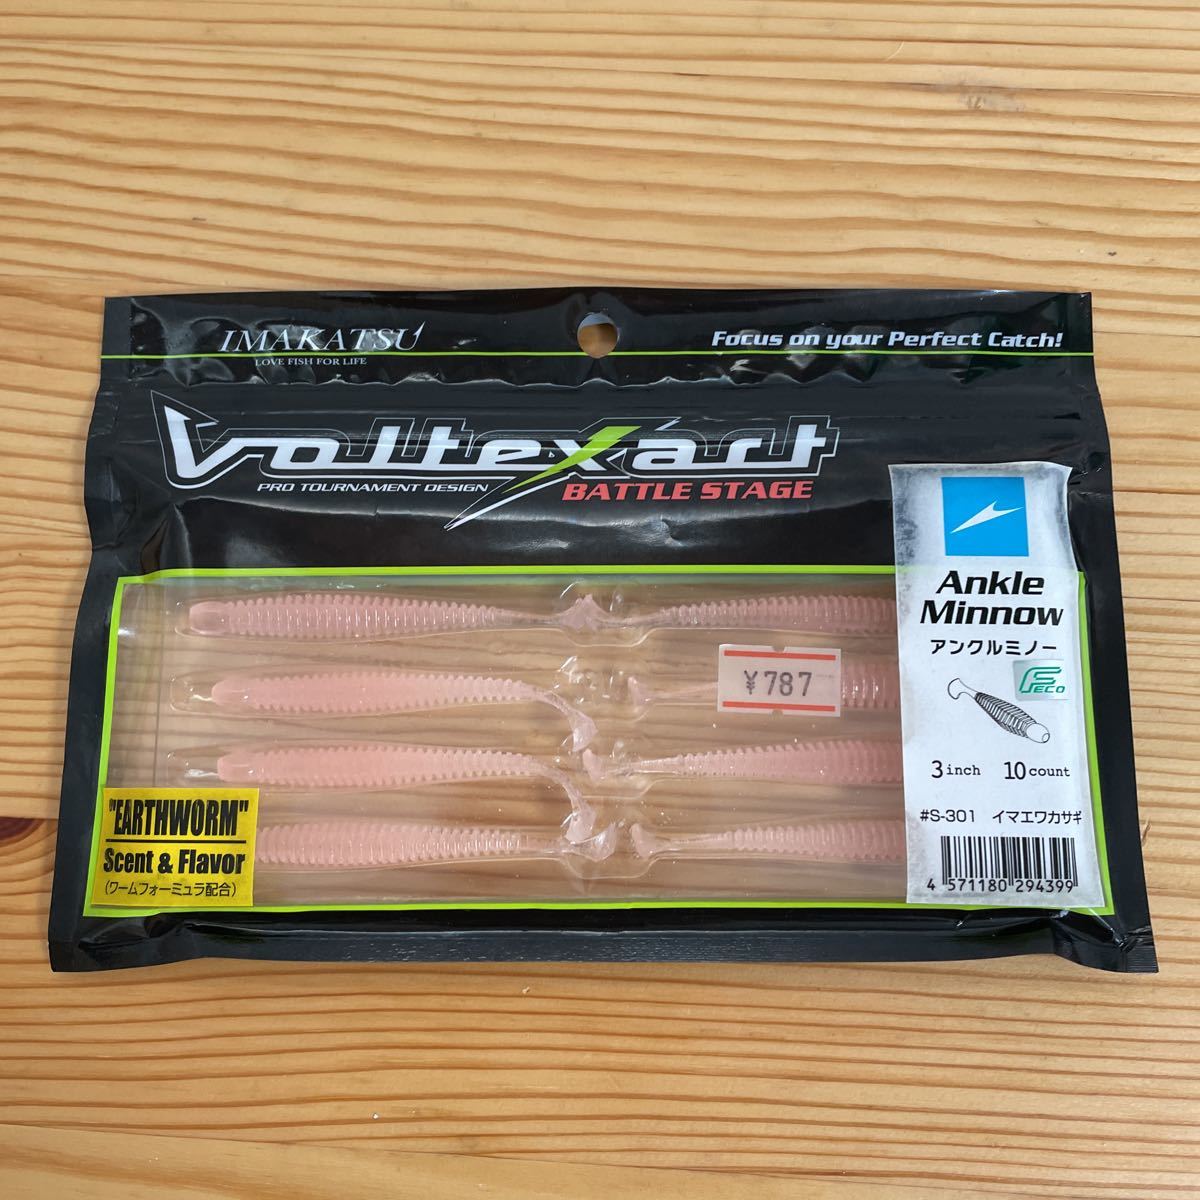 IMAKATSU
LOVE FISH FOR LIFE
Focus on your Perfect Catch!
Voltexart
PRO TOURNAMENT DESIGN
BATTLE STAGE
Ankle
Minnow
アンクルミノー
FECO
3 inch 10 count
#S-301 イマエワカサギ
4 571180 294399
¥787
"EARTHWORM"
Scent & Flavor
(ワームフォーミュラ配合)